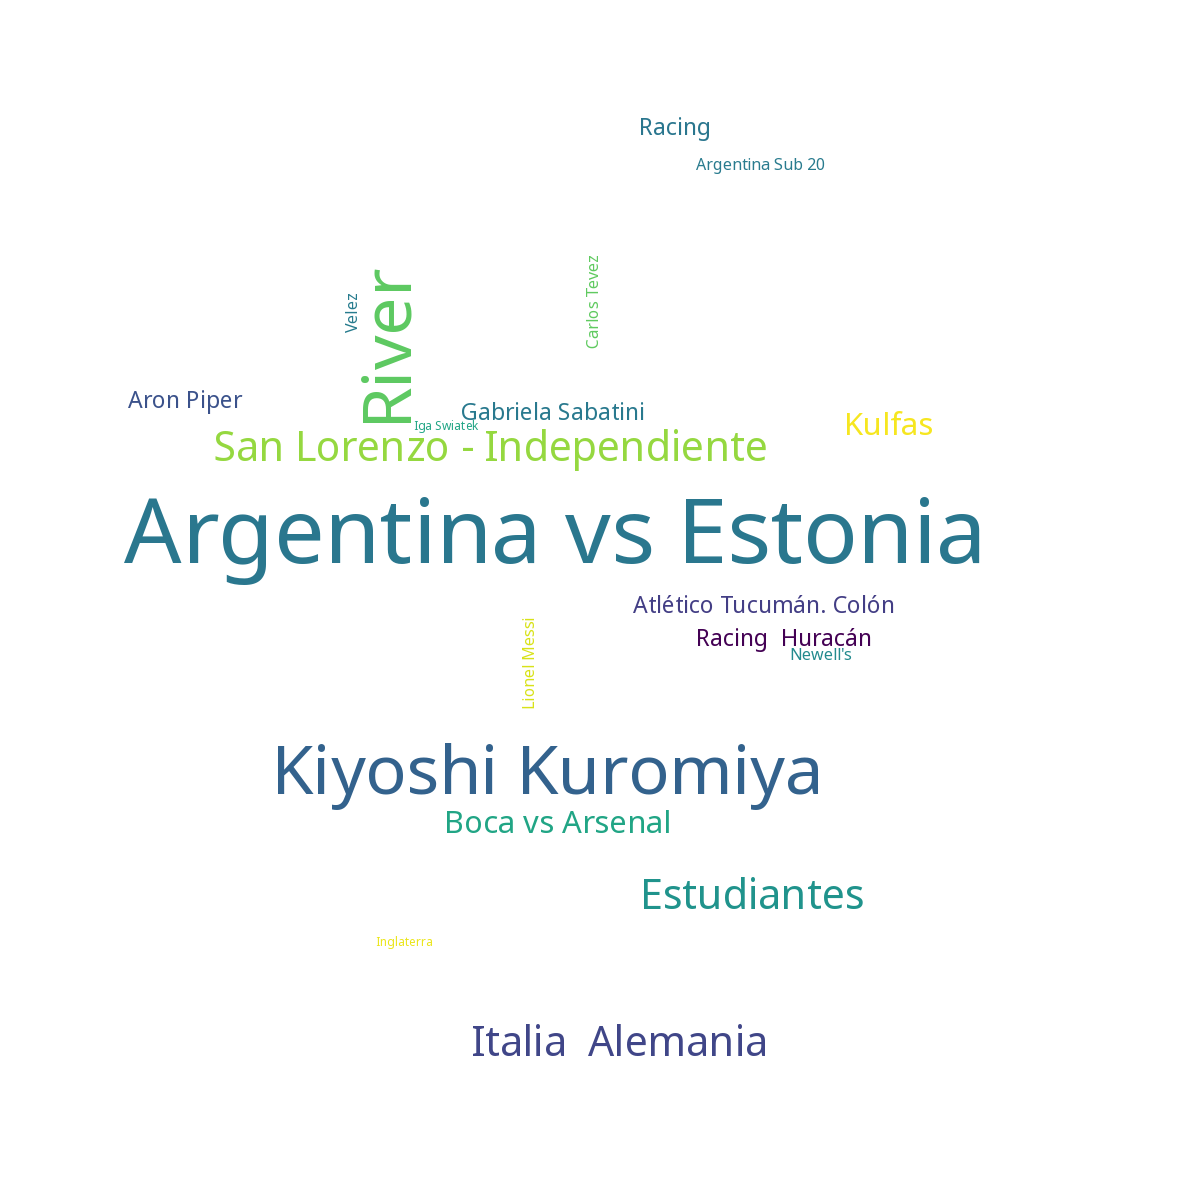 Racing
Argentina Sub 20
Carlos Tevez
River
Velez
Aron Piper
Gabriela Sabatini
Iga Swiatek
Kulfas
San Lorenzo - Independiente
Argentina vs Estonia
Atlético Tucumán. Colón
Racing  Huracán
Newell's
Lionel Messi
Kiyoshi Kuromiya
Boca vs Arsenal
Estudiantes
Inglaterra
Italia  Alemania